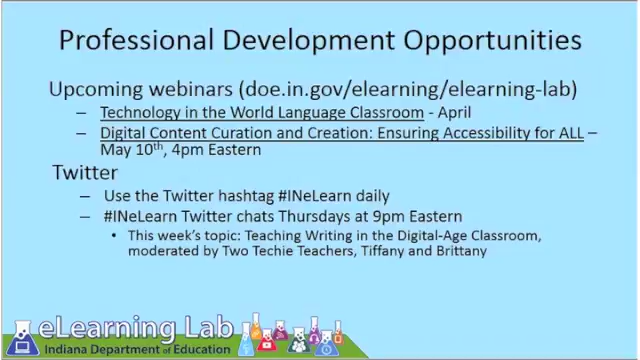 Professional Development Opportunities
Upcoming webinars (doe.in.gov/elearning/elearning-lab)
– Technology in the World Language Classroom - April
– Digital Content Curation and Creation: Ensuring Accessibility for ALL –
May 10th, 4pm Eastern
Twitter
– Use the Twitter hashtag #INeLearn daily
– #INeLearn Twitter chats Thursdays at 9pm Eastern
• This week's topic: Teaching Writing in the Digital-Age Classroom,
moderated by Two Techie Teachers, Tiffany and Brittany
eLearning Lab
Indiana Department of Education